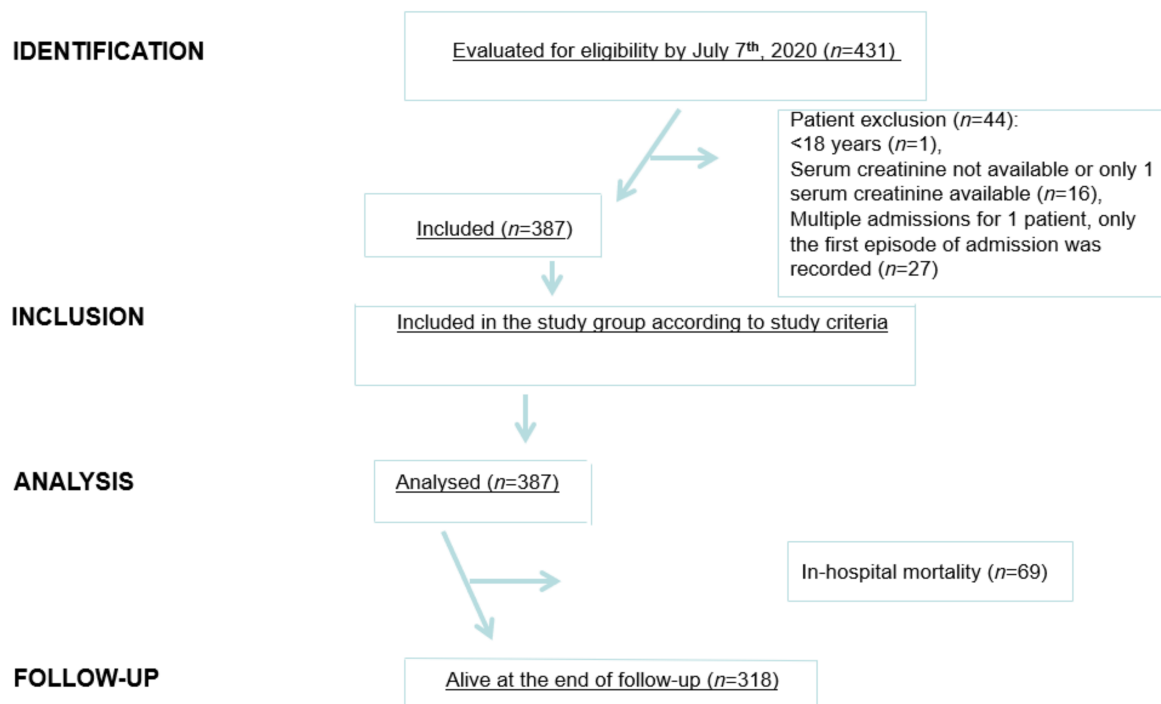 IDENTIFICATION
Evaluated for eligibility by July 7th, 2020 (n=431)
Patient exclusion (n=44):
<18 years (n=1),
Serum creatinine not available or only 1
serum creatinine available (n=16),
Multiple admissions for 1 patient, only
the first episode of admission was
recorded (n=27)
Included (n=387)
INCLUSION
Included in the study group according to study criteria
ANALYSIS
Analysed (n=387)
In-hospital mortality (n=69)
FOLLOW-UP
Alive at the end of follow-up (n=318)